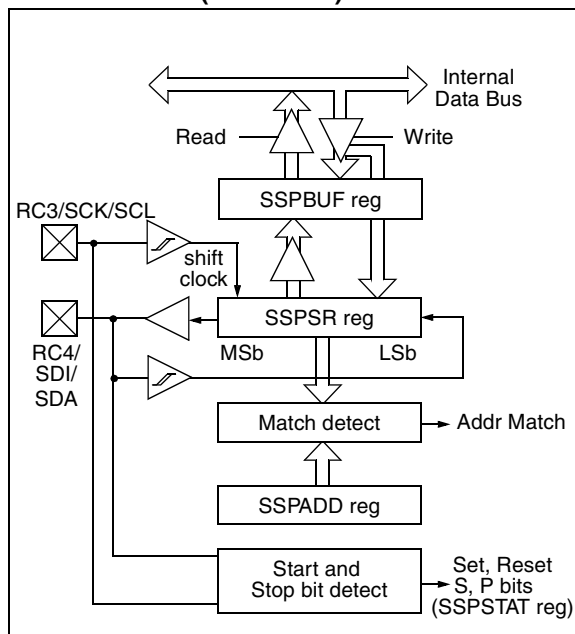 Internal
Data Bus
Read
Write
SSPBUF reg
RC3/SCK/SCL
shift
clock
SSPSR reg
MSb
LSb
RC4/
SDI/
SDA
Match detect
Addr Match
SSPADD reg
Start and
Stop bit detect
Set, Reset
S, P bits
(SSPSTAT reg)